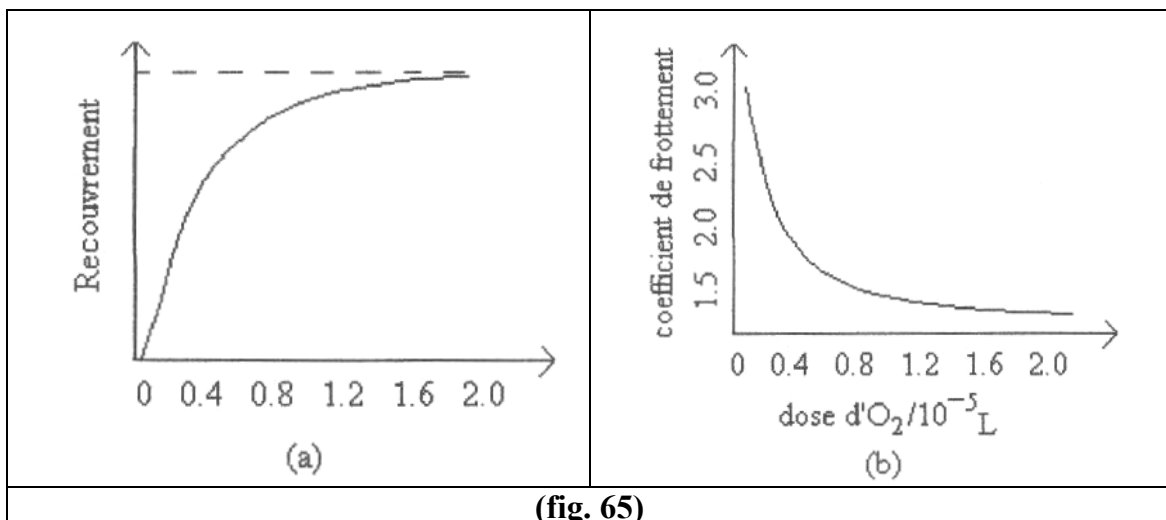 Recouvrement
0 0.4 0.8 1.2 1.6 2.0
(a)
coefficient de frottement
3.0
2.5
2.0
1.5
0 0.4 0.8 1.2 1.6 2.0
dose d'O₂/10⁻⁵L
(b)
(fig. 65)